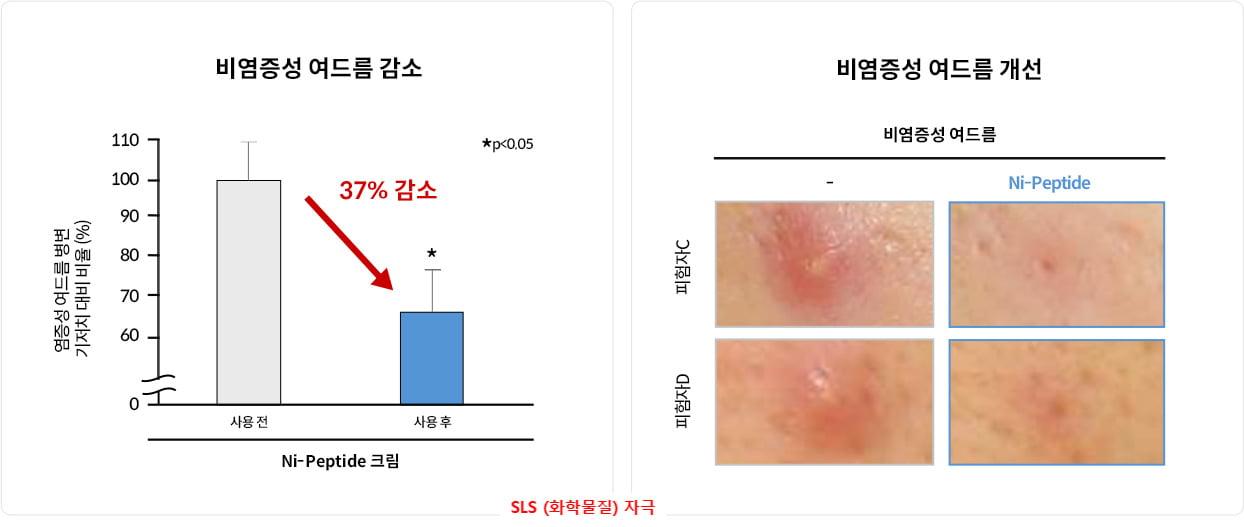 비염증성 여드름 감소
110
100
90
80
70
60
0
염증성 여드름 병변
기저치 대비 비율 (%)
*p<0.05
37% 감소
*
사용 전
사용 후
Ni-Peptide 크림
비염증성 여드름 개선
비염증성 여드름
-
Ni-Peptide
피험자C
피험자D
SLS (화학물질) 자극